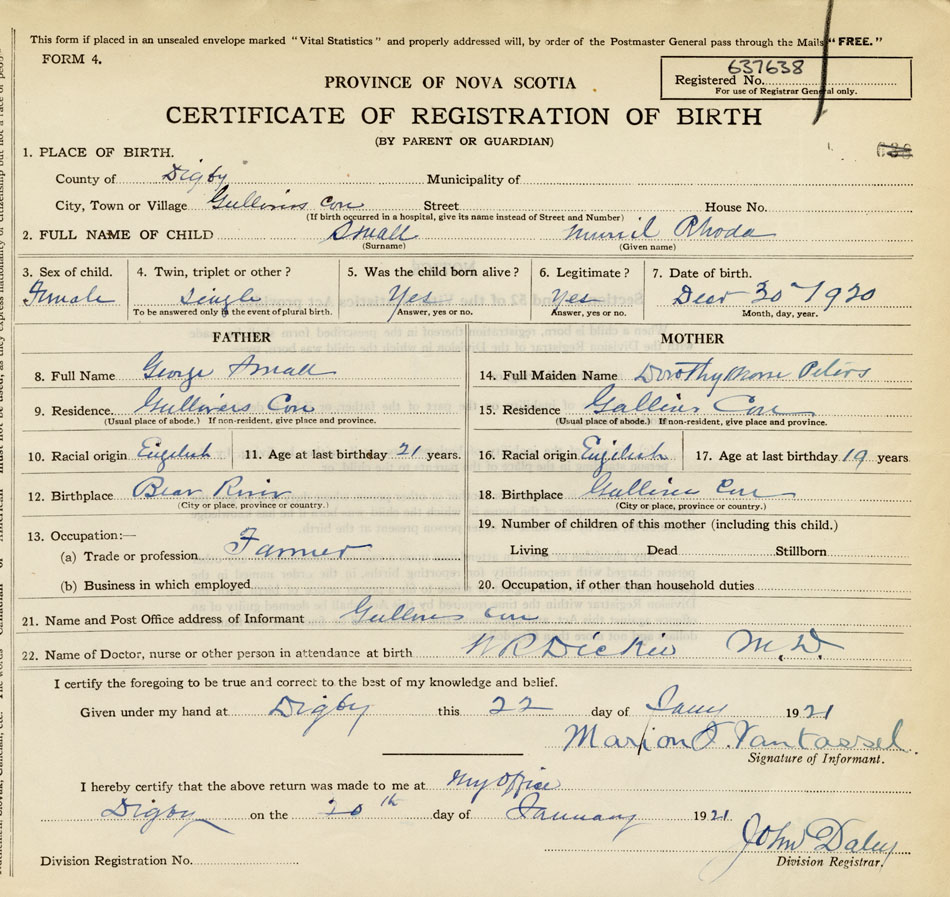 This form if placed in an unsealed envelope marked "Vital Statistics" and properly addressed will, by order of the Postmaster General pass through the Mails "FREE."
FORM 4.
637638
Registered No.
For use of Registrar General only.
PROVINCE OF NOVA SCOTIA
CERTIFICATE OF REGISTRATION OF BIRTH
(BY PARENT OR GUARDIAN)
1. PLACE OF BIRTH.
County of Digby Municipality of
City, Town or Village Gullivers Cove Street House No.
(If birth occurred in a hospital, give its name instead of Street and Number)
2. FULL NAME OF CHILD Small Muriel Rhoda
(Surname) (Given name)
3. Sex of child. 4. Twin, triplet or other? 5. Was the child born alive? 6. Legitimate? 7. Date of birth.
Female single Yes Yes Decr 30 1920
To be answered only in the event of plural birth. Answer, yes or no. Answer, yes or no. Month, day, year.
FATHER MOTHER
8. Full Name George Small 14. Full Maiden Name Dorothy Peters
9. Residence. Gullivers Cove 15. Residence Gullivers Cove
(Usual place of abode.) If non-resident, give place and province. (Usual place of abode.) If non-resident, give place and province.
10. Racial origin English 11. Age at last birthday 21 years. 16. Racial origin English 17. Age at last birthday 19 years
12. Birthplace Bear River 18. Birthplace Gullivers Cove
(City or place, province or country.) (City or place, province or country.)
13. Occupation:— 19. Number of children of this mother (including this child.)
(a) Trade or profession Farmer Living Dead Stillborn
(b) Business in which employed 20. Occupation, if other than household duties
21. Name and Post Office address of Informant Gullivers Cove
22. Name of Doctor, nurse or other person in attendance at birth W R Dickie M.D.
I certify the foregoing to be true and correct to the best of my knowledge and belief.
Given under my hand at Digby this 22 day of Jany 1921
Marion Vantassel
Signature of Informant.
I hereby certify that the above return was made to me at My Office
Digby on the 20th day of January 1921.
John Daley
Division Registrar.
Division Registration No.